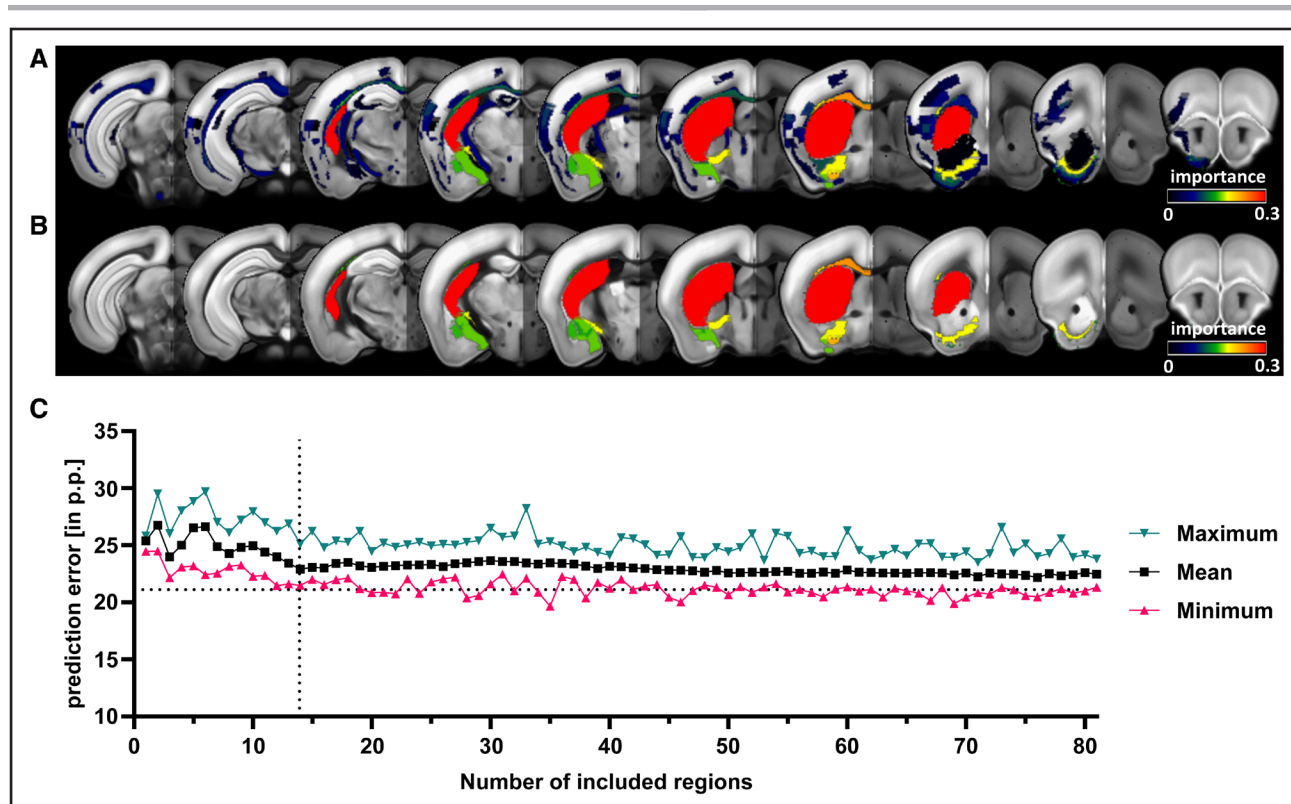 A
importance
0 0.3
B
importance
0 0.3
C
35
30
25
20
15
10
prediction error [in p.p.]
0 10 20 30 40 50 60 70 80
Number of included regions
Maximum
Mean
Minimum